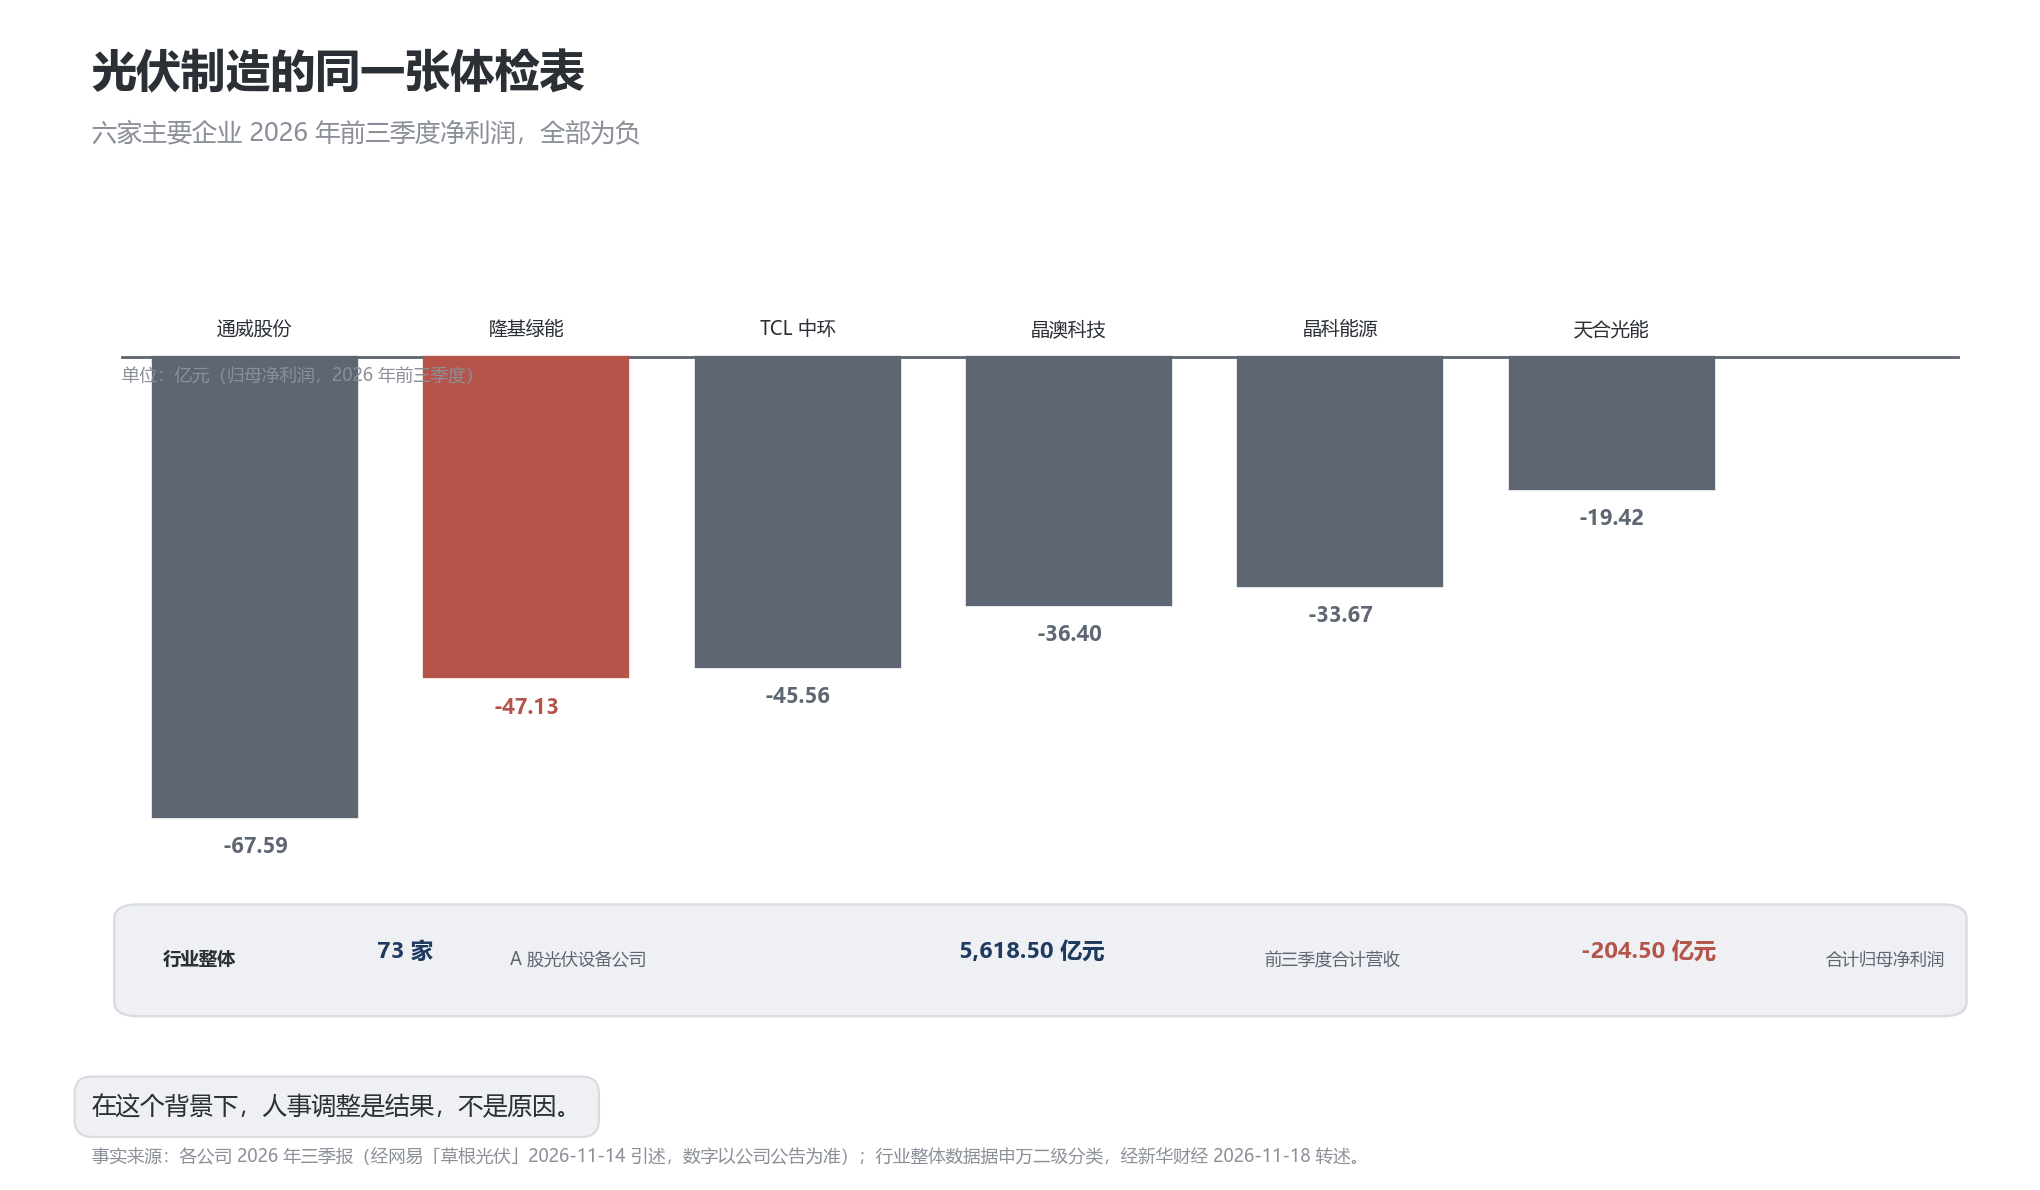 光伏制造的同一张体检表
六家主要企业 2026 年前三季度净利润，全部为负
通威股份 隆基绿能 TCL 中环 晶澳科技 晶科能源 天合光能
单位：亿元（归母净利润，2026 年前三季度）
-19.42
-33.67
-36.40
-45.56
-47.13
-67.59
行业整体 73 家 A 股光伏设备公司 5,618.50 亿元 前三季度合计营收 -204.50 亿元 合计归母净利润
在这个背景下，人事调整是结果，不是原因。
事实来源：各公司 2026 年三季报（经网易「草根光伏」2026-11-14 引述，数字以公司公告为准）；行业整体数据据申万二级分类，经新华财经 2026-11-18 转述。